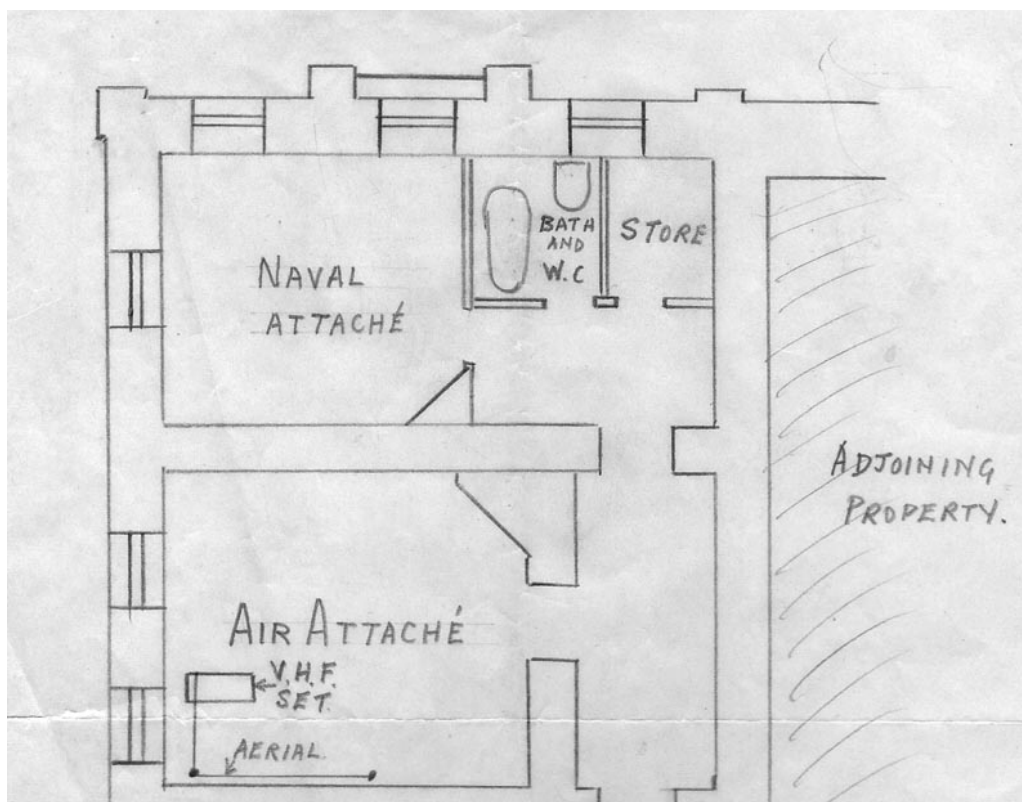 NAVAL
ATTACHÉ
BATH
AND
W.C
STORE
ADJOINING
PROPERTY.
AIR ATTACHÉ
V.H.F.
SET.
AERIAL.